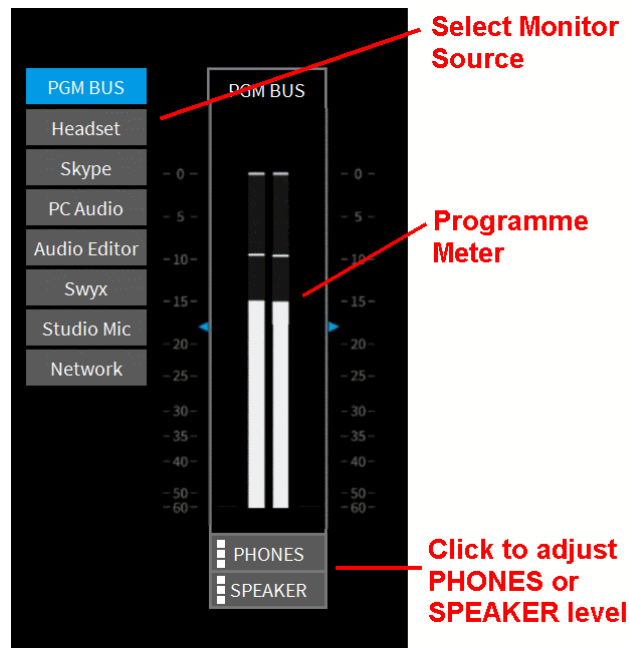 Select Monitor
Source
PGM BUS
PGM BUS
Headset
Skype
PC Audio
Audio Editor
Swyx
Studio Mic
Network
- 0 -
- 0 -
- 5 -
- 5 -
-10-
-10-
-15-
-15-
-20-
-20-
-25-
-25-
-30-
-30-
-35-
-35-
-40-
-40-
-50-
-50-
-60-
-60-
Programme
Meter
PHONES
SPEAKER
Click to adjust
PHONES or
SPEAKER level